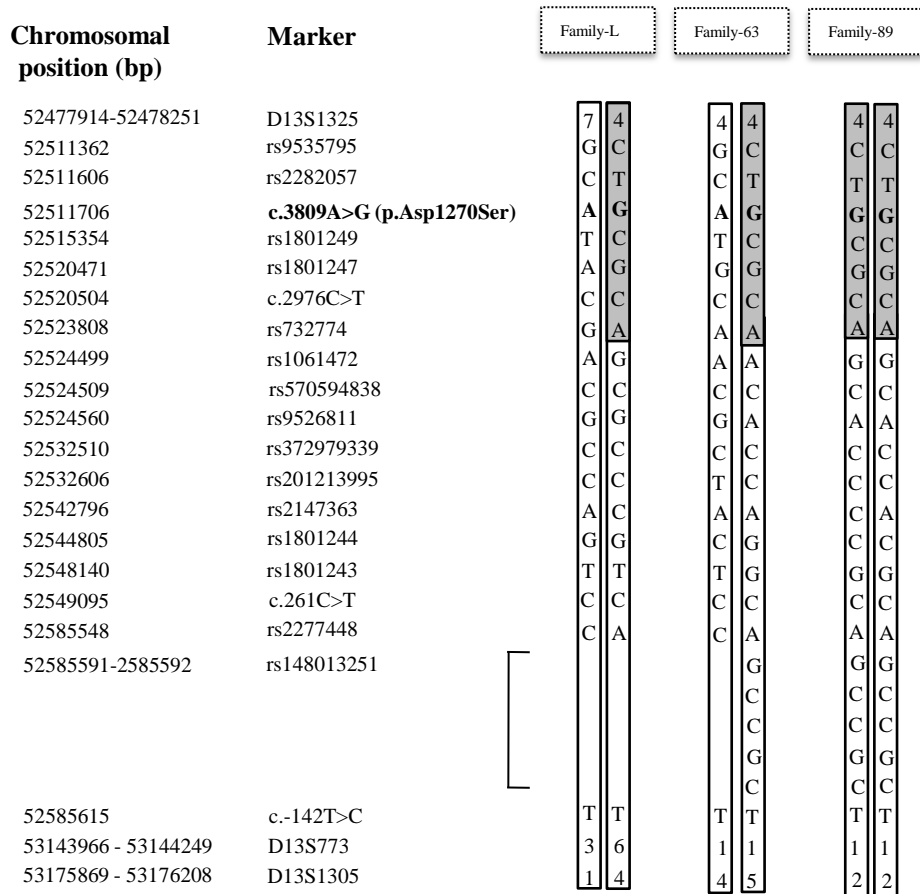 Chromosomal position (bp) Marker Family-L Family-63 Family-89
52477914-52478251 D13S1325 7 4 4 4 4 4
52511362 rs9535795 G C G C C C
52511606 rs2282057 C T C T T T
52511706 c.3809A>G (p.Asp1270Ser) A G A G G G
52515354 rs1801249 T C T C C C
52520471 rs1801247 A G G G G G
52520504 c.2976C>T C C C C C C
52523808 rs732774 G A A A A A
52524499 rs1061472 A G A A G G
52524509 rs570594838 C C C C C C
52524560 rs9526811 G G G A A A
52532510 rs372979339 C C C C C C
52532606 rs201213995 C C T C C C
52542796 rs2147363 A C A A C A
52544805 rs1801244 G G C G C C
52548140 rs1801243 T T T G G G
52549095 c.261C>T C C C C C C
52585548 rs2277448 C A C A A A
52585591-2585592 rs148013251 G G G
C C C
C C C
G G G
C C C
52585615 c.-142T>C T T T T T T
53143966 - 53144249 D13S773 3 6 1 1 1 1
53175869 - 53176208 D13S1305 1 4 4 5 2 2